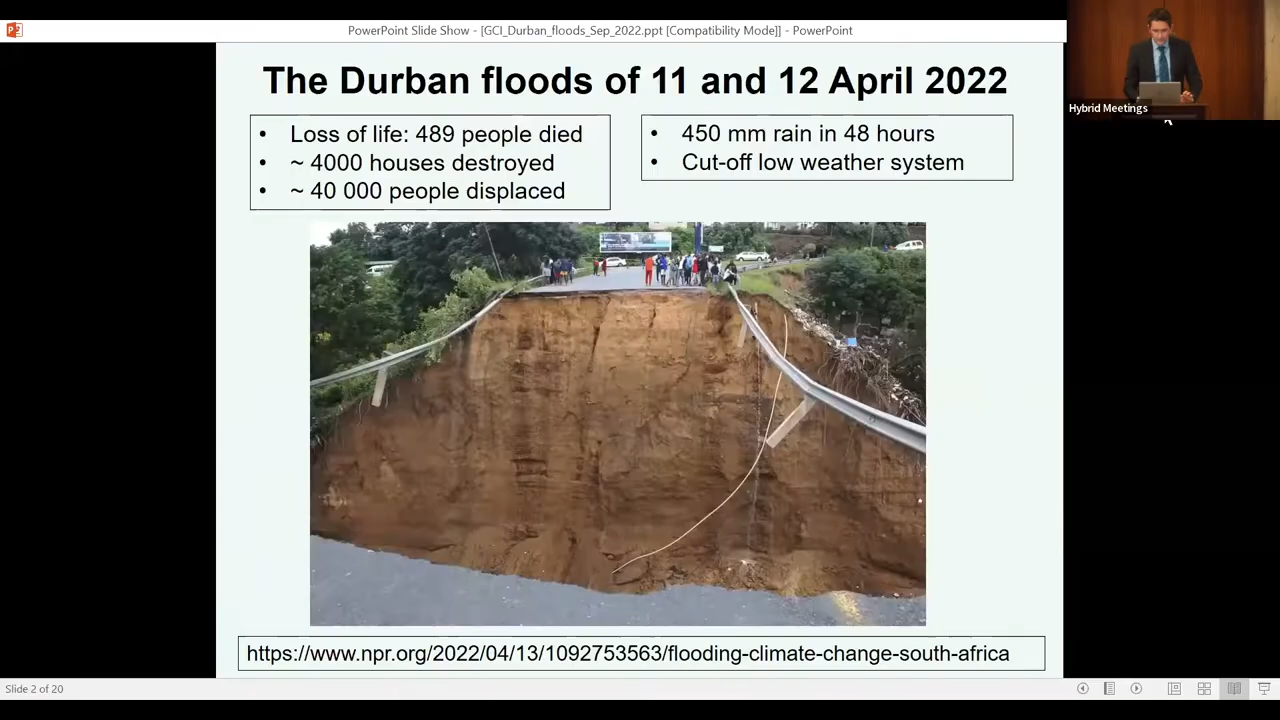 PowerPoint Slide Show - [GCI_Durban_floods_Sep_2022.ppt [Compatibility Mode]] - PowerPoint
Hybrid Meetings
The Durban floods of 11 and 12 April 2022
• Loss of life: 489 people died
• ~ 4000 houses destroyed
• ~ 40 000 people displaced
• 450 mm rain in 48 hours
• Cut-off low weather system
https://www.npr.org/2022/04/13/1092753563/flooding-climate-change-south-africa
Slide 2 of 20